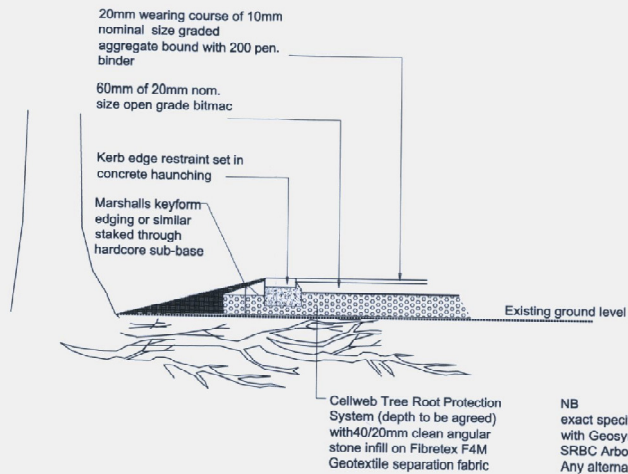 20mm wearing course of 10mm
nominal size graded
aggregate bound with 200 pen.
binder
60mm of 20mm nom.
size open grade bitmac
Kerb edge restraint set in
concrete haunching
Marshalls keyform
edging or similar
staked through
hardcore sub-base
Existing ground level
Cellweb Tree Root Protection
System (depth to be agreed)
with40/20mm clean angular
stone infill on Fibretex F4M
Geotextile separation fabric
NB
exact speci
with Geosy
SRBC Arbo
Any alterna